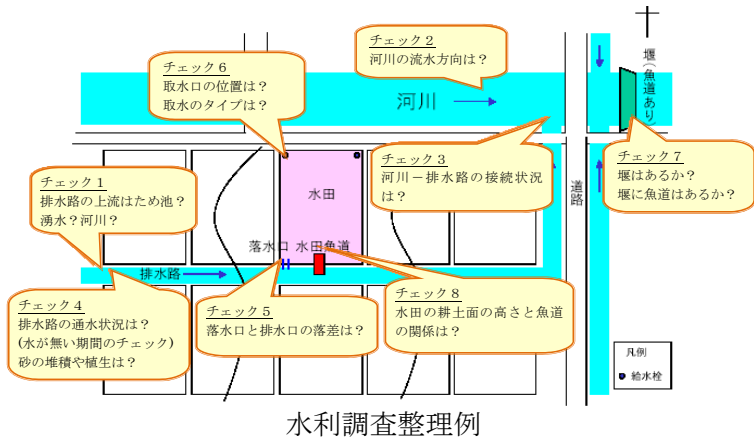 チェック２
河川の流水方向は？
チェック６
取水口の位置は？
取水のタイプは？
河川
堰(魚道あり)
チェック１
排水路の上流はため池？
湧水？河川？
チェック３
河川－排水路の接続状況
は？
チェック７
堰はあるか？
堰に魚道はあるか？
水田
道路
落水口 水田魚道
排水路
チェック４
排水路の通水状況は？
(水が無い期間のチェック)
砂の堆積や植生は？
チェック５
落水口と排水口の落差は？
チェック８
水田の耕土面の高さと魚道
の関係は？
凡例
給水栓
水利調査整理例